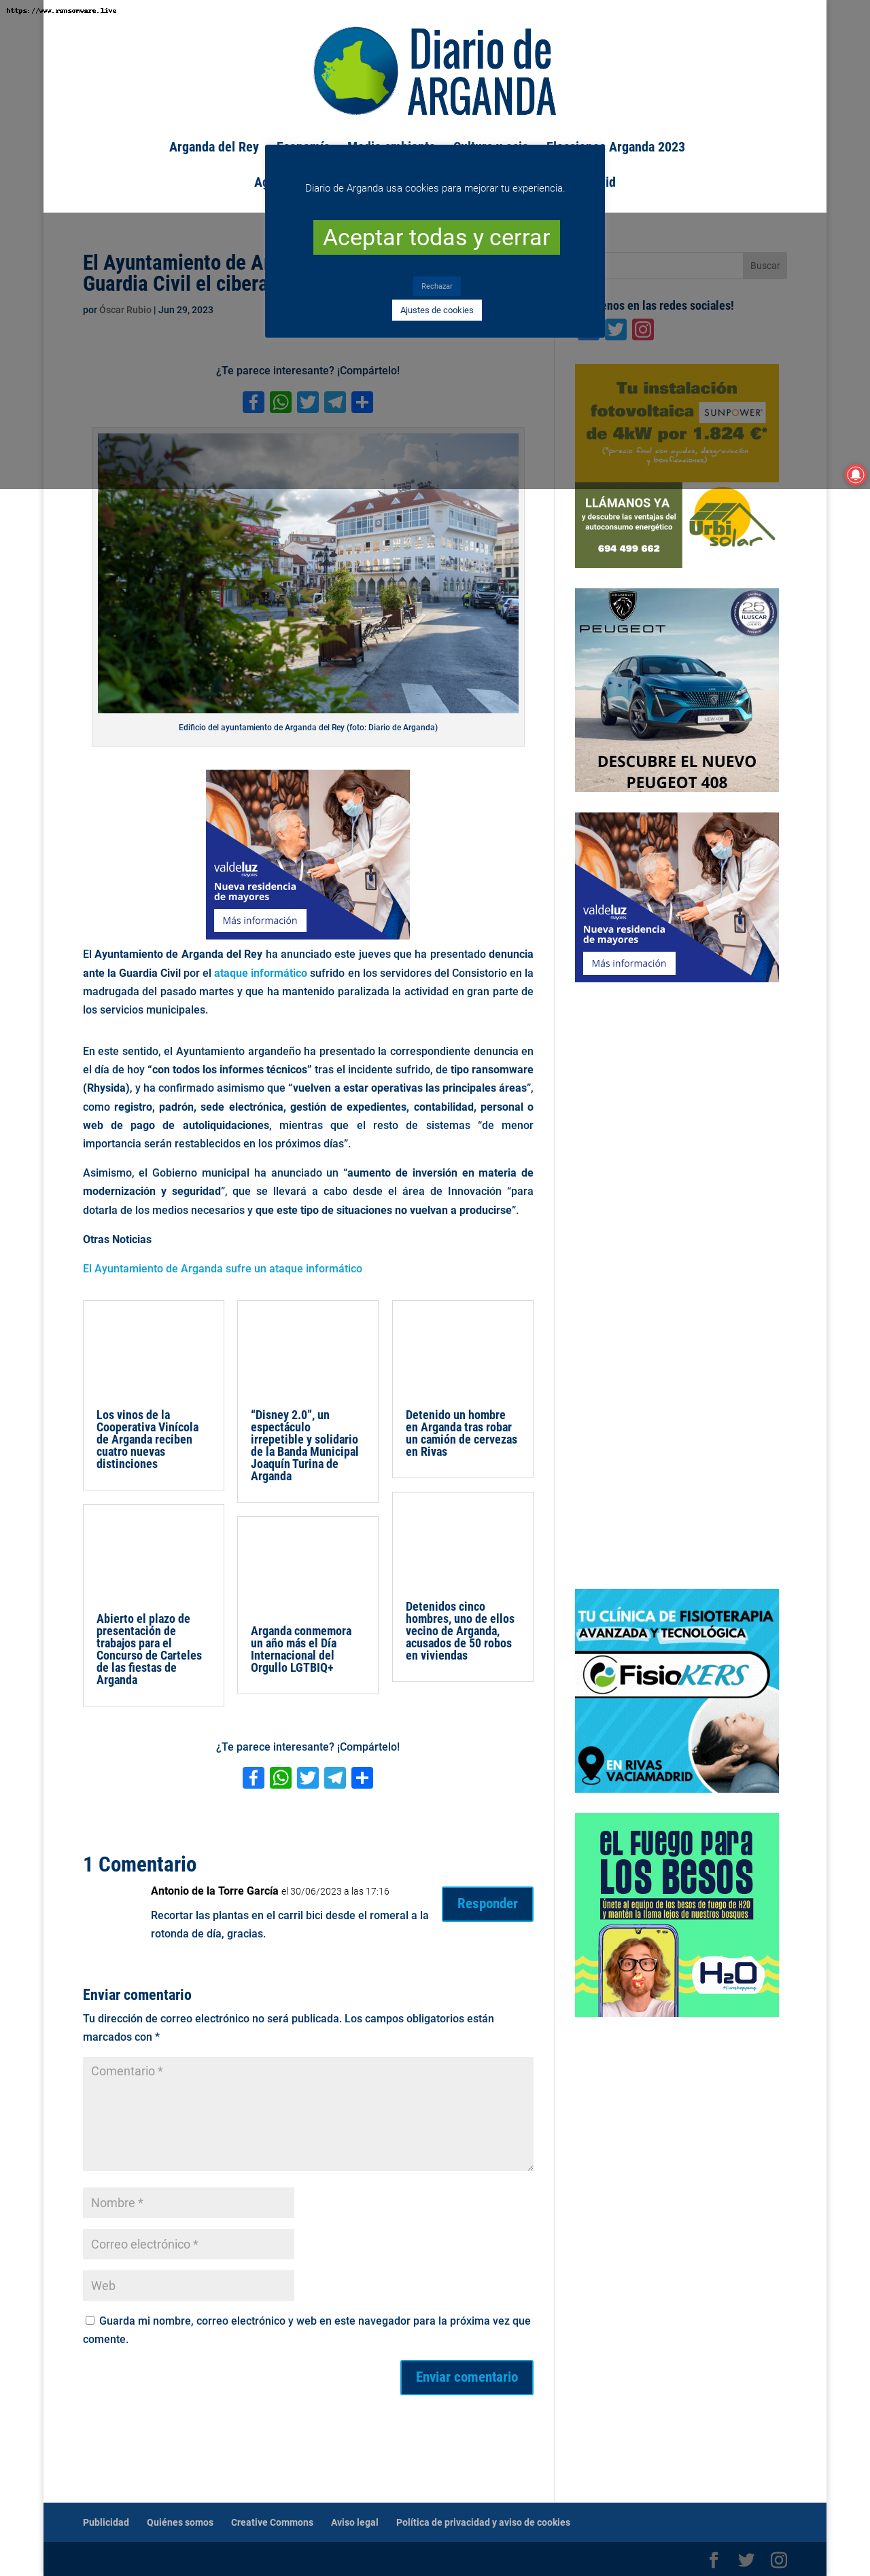 https://www.ransomware.live
Diario de
ARGANDA
Arganda del Rey
Arganda 2023
Diario de Arganda usa cookies para mejorar tu experiencia.
Aceptar todas y cerrar
Rechazar
Ajustes de cookies
El Ayuntamiento de
Guardia Civil el
por Óscar Rubio | Jun 29, 2023
Buscar
en las redes sociales!
¿Te parece interesante? ¡Compártelo!
Tu instalación
fotovoltaica SUNPOWER®
de 4kW por 1.824 €*
(precio final con ayudas, desgravación
y bonificaciones)
LLÁMANOS YA
y descubre las ventajas del
autoconsumo energético
694 499 662
Urbi
solar
Edificio del ayuntamiento de Arganda del Rey (foto: Diario de Arganda)
PEUGEOT
25
ILUSCAR
DESCUBRE EL NUEVO
PEUGEOT 408
valdeluz
mayores
Nueva residencia
de mayores
Más información
valdeluz
mayores
Nueva residencia
de mayores
Más información
El Ayuntamiento de Arganda del Rey ha anunciado este jueves que ha presentado denuncia
ante la Guardia Civil por el ataque informático sufrido en los servidores del Consistorio en la
madrugada del pasado martes y que ha mantenido paralizada la actividad en gran parte de
los servicios municipales.
En este sentido, el Ayuntamiento argandeño ha presentado la correspondiente denuncia en
el día de hoy “con todos los informes técnicos” tras el incidente sufrido, de tipo ransomware
(Rhysida), y ha confirmado asimismo que “vuelven a estar operativas las principales áreas”,
como registro, padrón, sede electrónica, gestión de expedientes, contabilidad, personal o
web de pago de autoliquidaciones, mientras que el resto de sistemas “de menor
importancia serán restablecidos en los próximos días”.
Asimismo, el Gobierno municipal ha anunciado un “aumento de inversión en materia de
modernización y seguridad”, que se llevará a cabo desde el área de Innovación “para
dotarla de los medios necesarios y que este tipo de situaciones no vuelvan a producirse”.
Otras Noticias
El Ayuntamiento de Arganda sufre un ataque informático
Los vinos de la
Cooperativa Vinícola
de Arganda reciben
cuatro nuevas
distinciones
“Disney 2.0”, un
espectáculo
irrepetible y solidario
de la Banda Municipal
Joaquín Turina de
Arganda
Detenido un hombre
en Arganda tras robar
un camión de cervezas
en Rivas
Abierto el plazo de
presentación de
trabajos para el
Concurso de Carteles
de las fiestas de
Arganda
Arganda conmemora
un año más el Día
Internacional del
Orgullo LGTBIQ+
Detenidos cinco
hombres, uno de ellos
vecino de Arganda,
acusados de 50 robos
en viviendas
TU CLÍNICA DE FISIOTERAPIA
AVANZADA Y TECNOLÓGICA
FisioKERS
EN RIVAS
VACIAMADRID
¿Te parece interesante? ¡Compártelo!
EL FUEGO PARA
LOS BESOS
Únete al equipo de los besos de fuego de H2O
y mantén la llama lejos de nuestros bosques
H2O
1 Comentario
Antonio de la Torre García el 30/06/2023 a las 17:16
Responder
Recortar las plantas en el carril bici desde el romeral a la
rotonda de día, gracias.
Enviar comentario
Tu dirección de correo electrónico no será publicada. Los campos obligatorios están
marcados con *
Comentario *
Nombre *
Correo electrónico *
Web
Guarda mi nombre, correo electrónico y web en este navegador para la próxima vez que
comente.
Enviar comentario
Publicidad Quiénes somos Creative Commons Aviso legal Política de privacidad y aviso de cookies